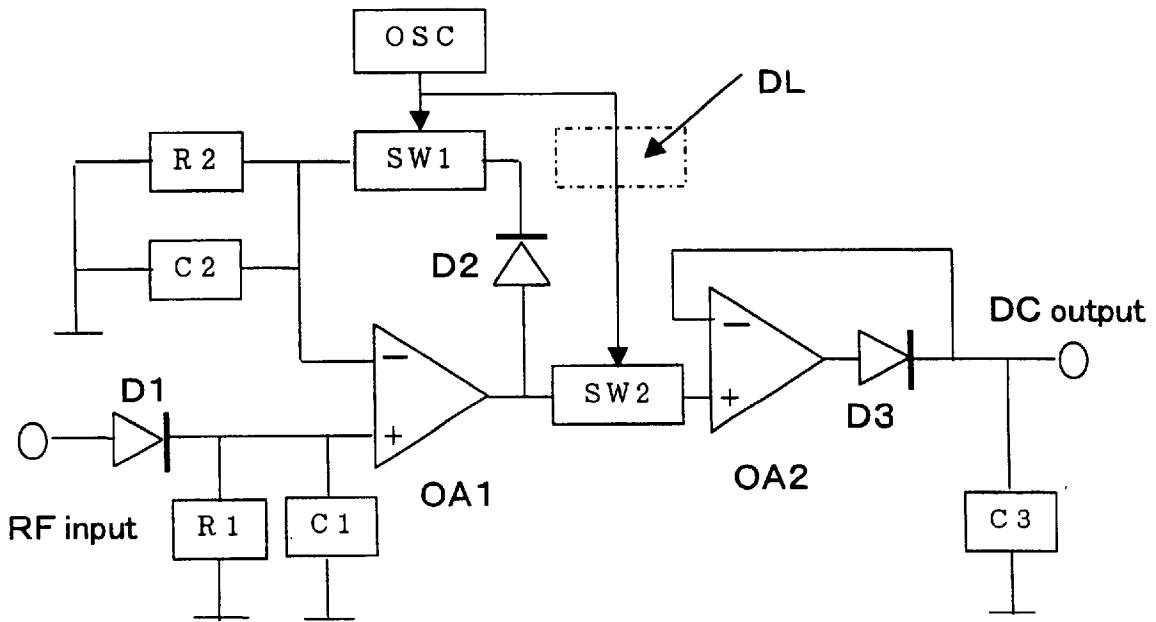 OSC
DL
R2
SW1
C2
D2
DC output
D1
SW2
D3
OA1
OA2
RF input
R1
C1
C3